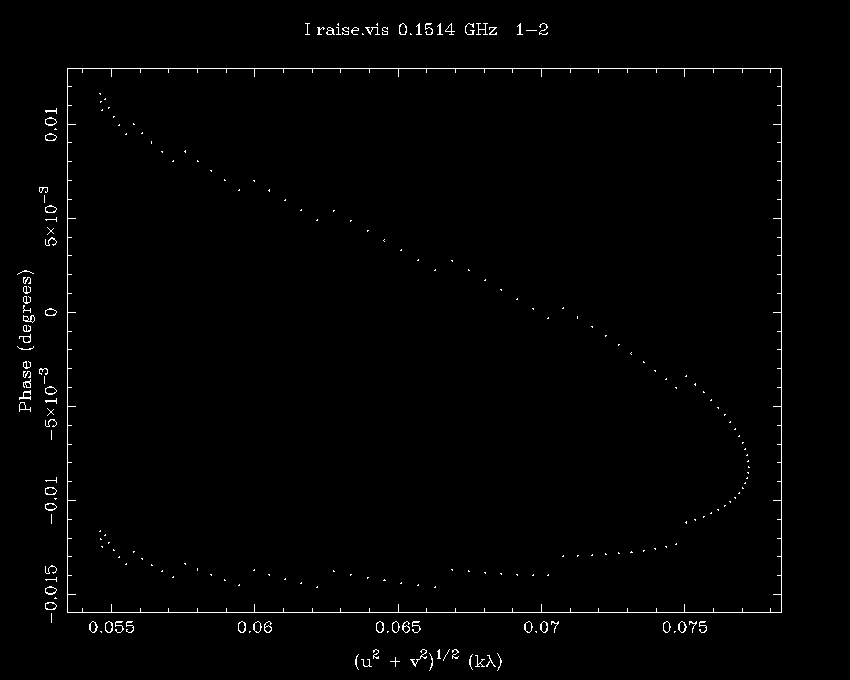 I raise.vis 0.1514 GHz 1−2
Phase (degrees)
0.01
5×10⁻³
0
−5×10⁻³
−0.01
−0.015
0.055 0.06 0.065 0.07 0.075
(u² + v²)¹/² (kλ)